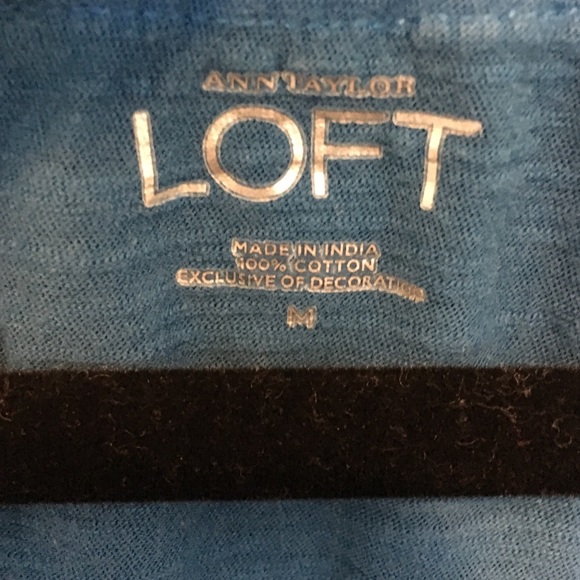 ANN TAYLOR
LOFT
MADE IN INDIA
100% COTTON
EXCLUSIVE OF DECORATION
M